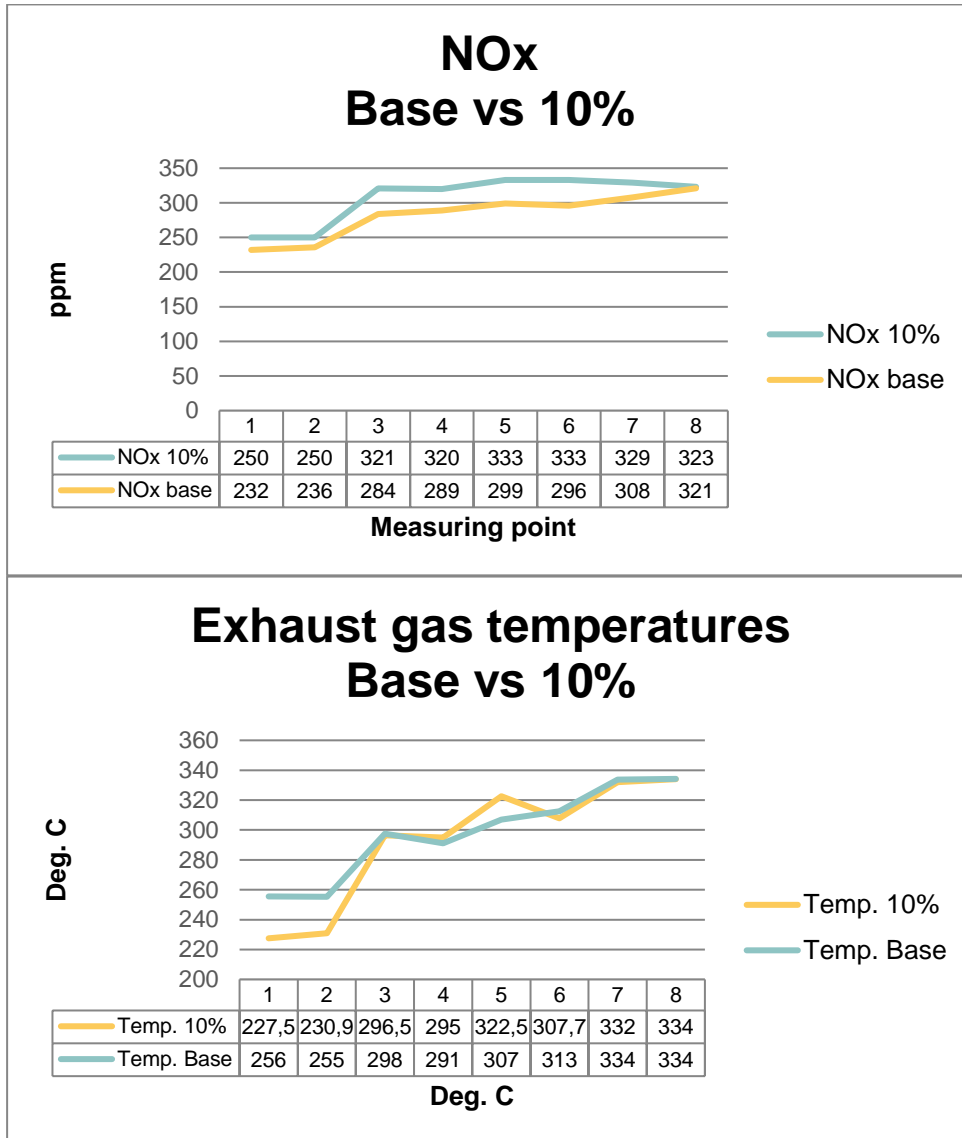 NOx
Base vs 10%
350
300
250
200
150
100
50
0
ppm
NOx 10%
NOx base
1 2 3 4 5 6 7 8
NOx 10% 250 250 321 320 333 333 329 323
NOx base 232 236 284 289 299 296 308 321
Measuring point
Exhaust gas temperatures
Base vs 10%
360
340
320
300
280
260
240
220
200
Deg. C
Temp. 10%
Temp. Base
1 2 3 4 5 6 7 8
Temp. 10% 227,5 230,9 296,5 295 322,5 307,7 332 334
Temp. Base 256 255 298 291 307 313 334 334
Deg. C